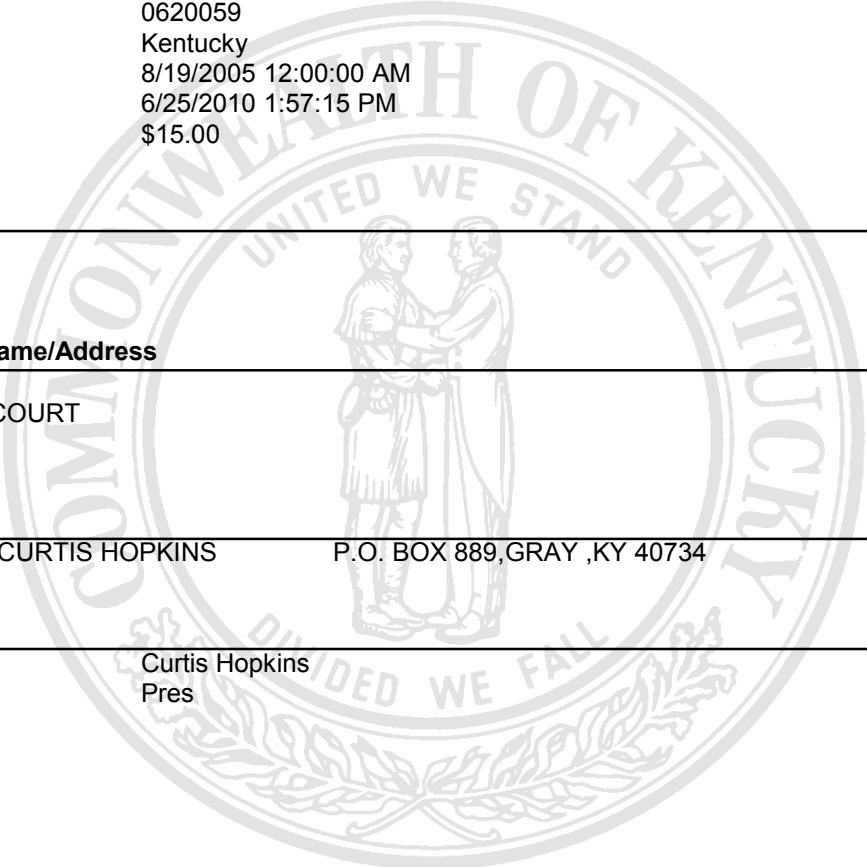 0620059
Kentucky
8/19/2005 12:00:00 AM
6/25/2010 1:57:15 PM
$15.00
COMMONWEALTH OF KENTUCKY
UNITED WE STAND
ame/Address
COURT
CURTIS HOPKINS P.O. BOX 889,GRAY ,KY 40734
DIVIDED WE FALL
Curtis Hopkins
Pres